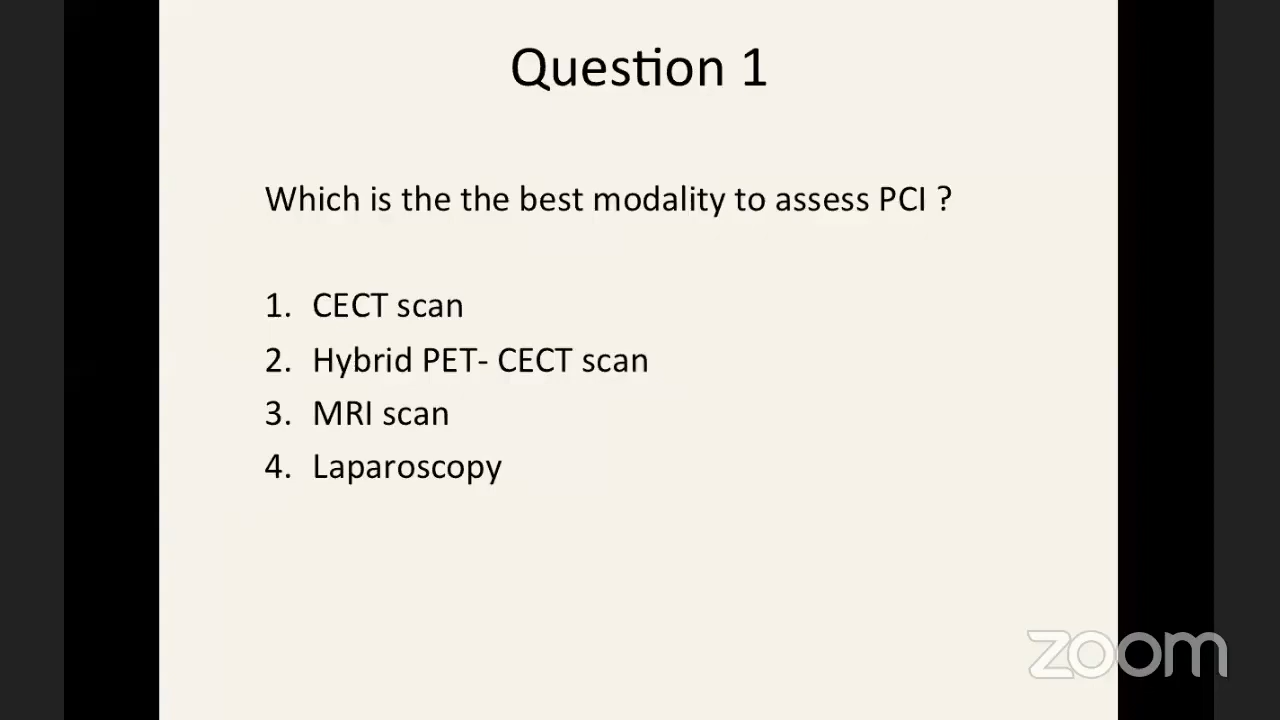 Question 1
Which is the the best modality to assess PCI ?
1. CECT scan
2. Hybrid PET- CECT scan
3. MRI scan
4. Laparoscopy
zoom